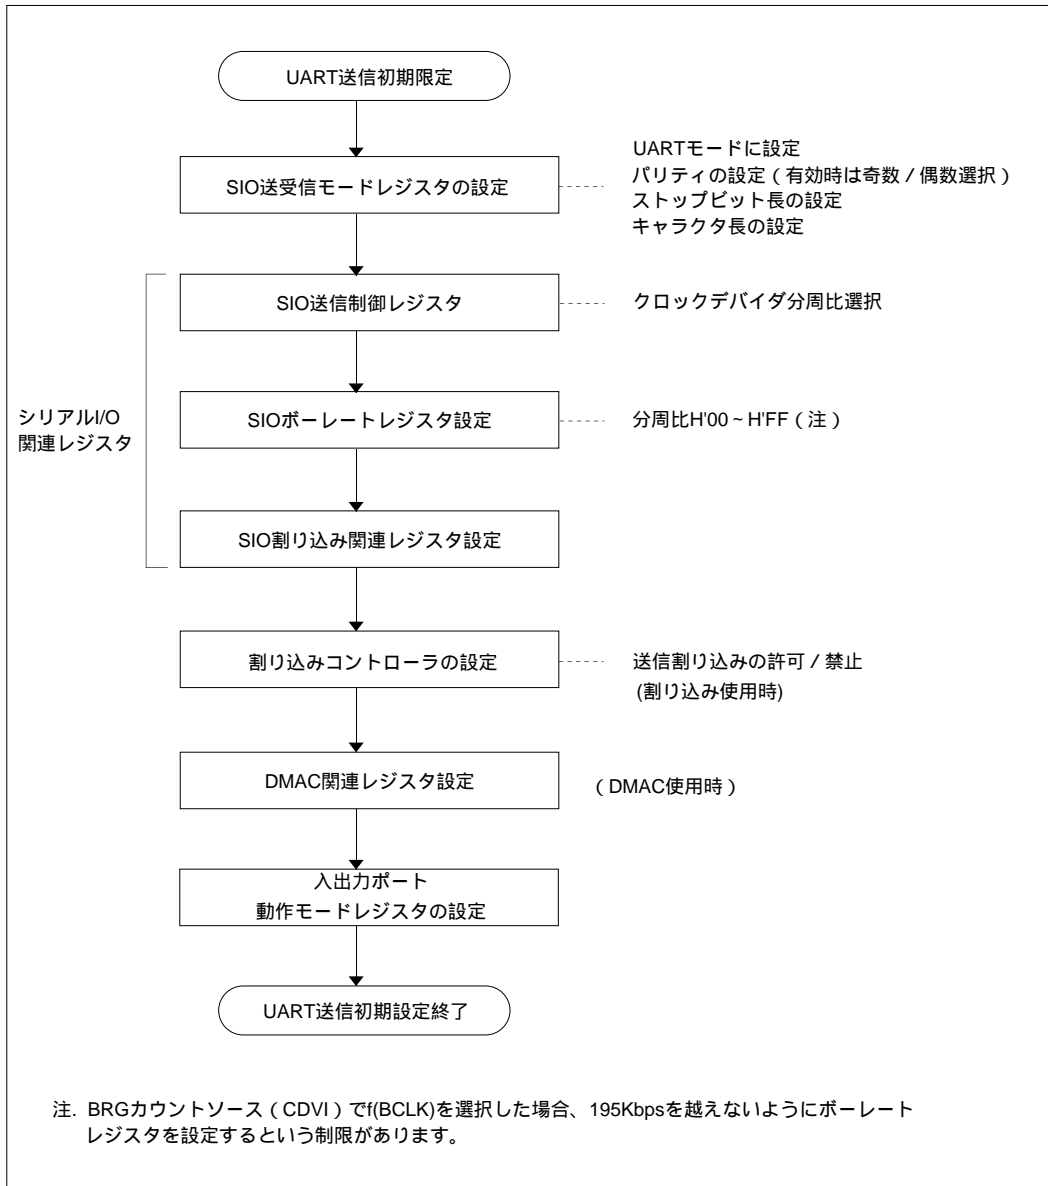 UART送信初期限定
SIO送受信モードレジスタの設定
UARTモードに設定
パリティの設定（有効時は奇数／偶数選択）
ストップビット長の設定
キャラクタ長の設定
シリアルI/O
関連レジスタ
SIO送信制御レジスタ
クロックデバイダ分周比選択
SIOボーレートレジスタ設定
分周比H'00～H'FF（注）
SIO割り込み関連レジスタ設定
割り込みコントローラの設定
送信割り込みの許可／禁止
(割り込み使用時)
DMAC関連レジスタ設定
（DMAC使用時）
入出力ポート
動作モードレジスタの設定
UART送信初期設定終了
注. BRGカウントソース（CDVI）でf(BCLK)を選択した場合、195Kbpsを越えないようにボーレート
レジスタを設定するという制限があります。